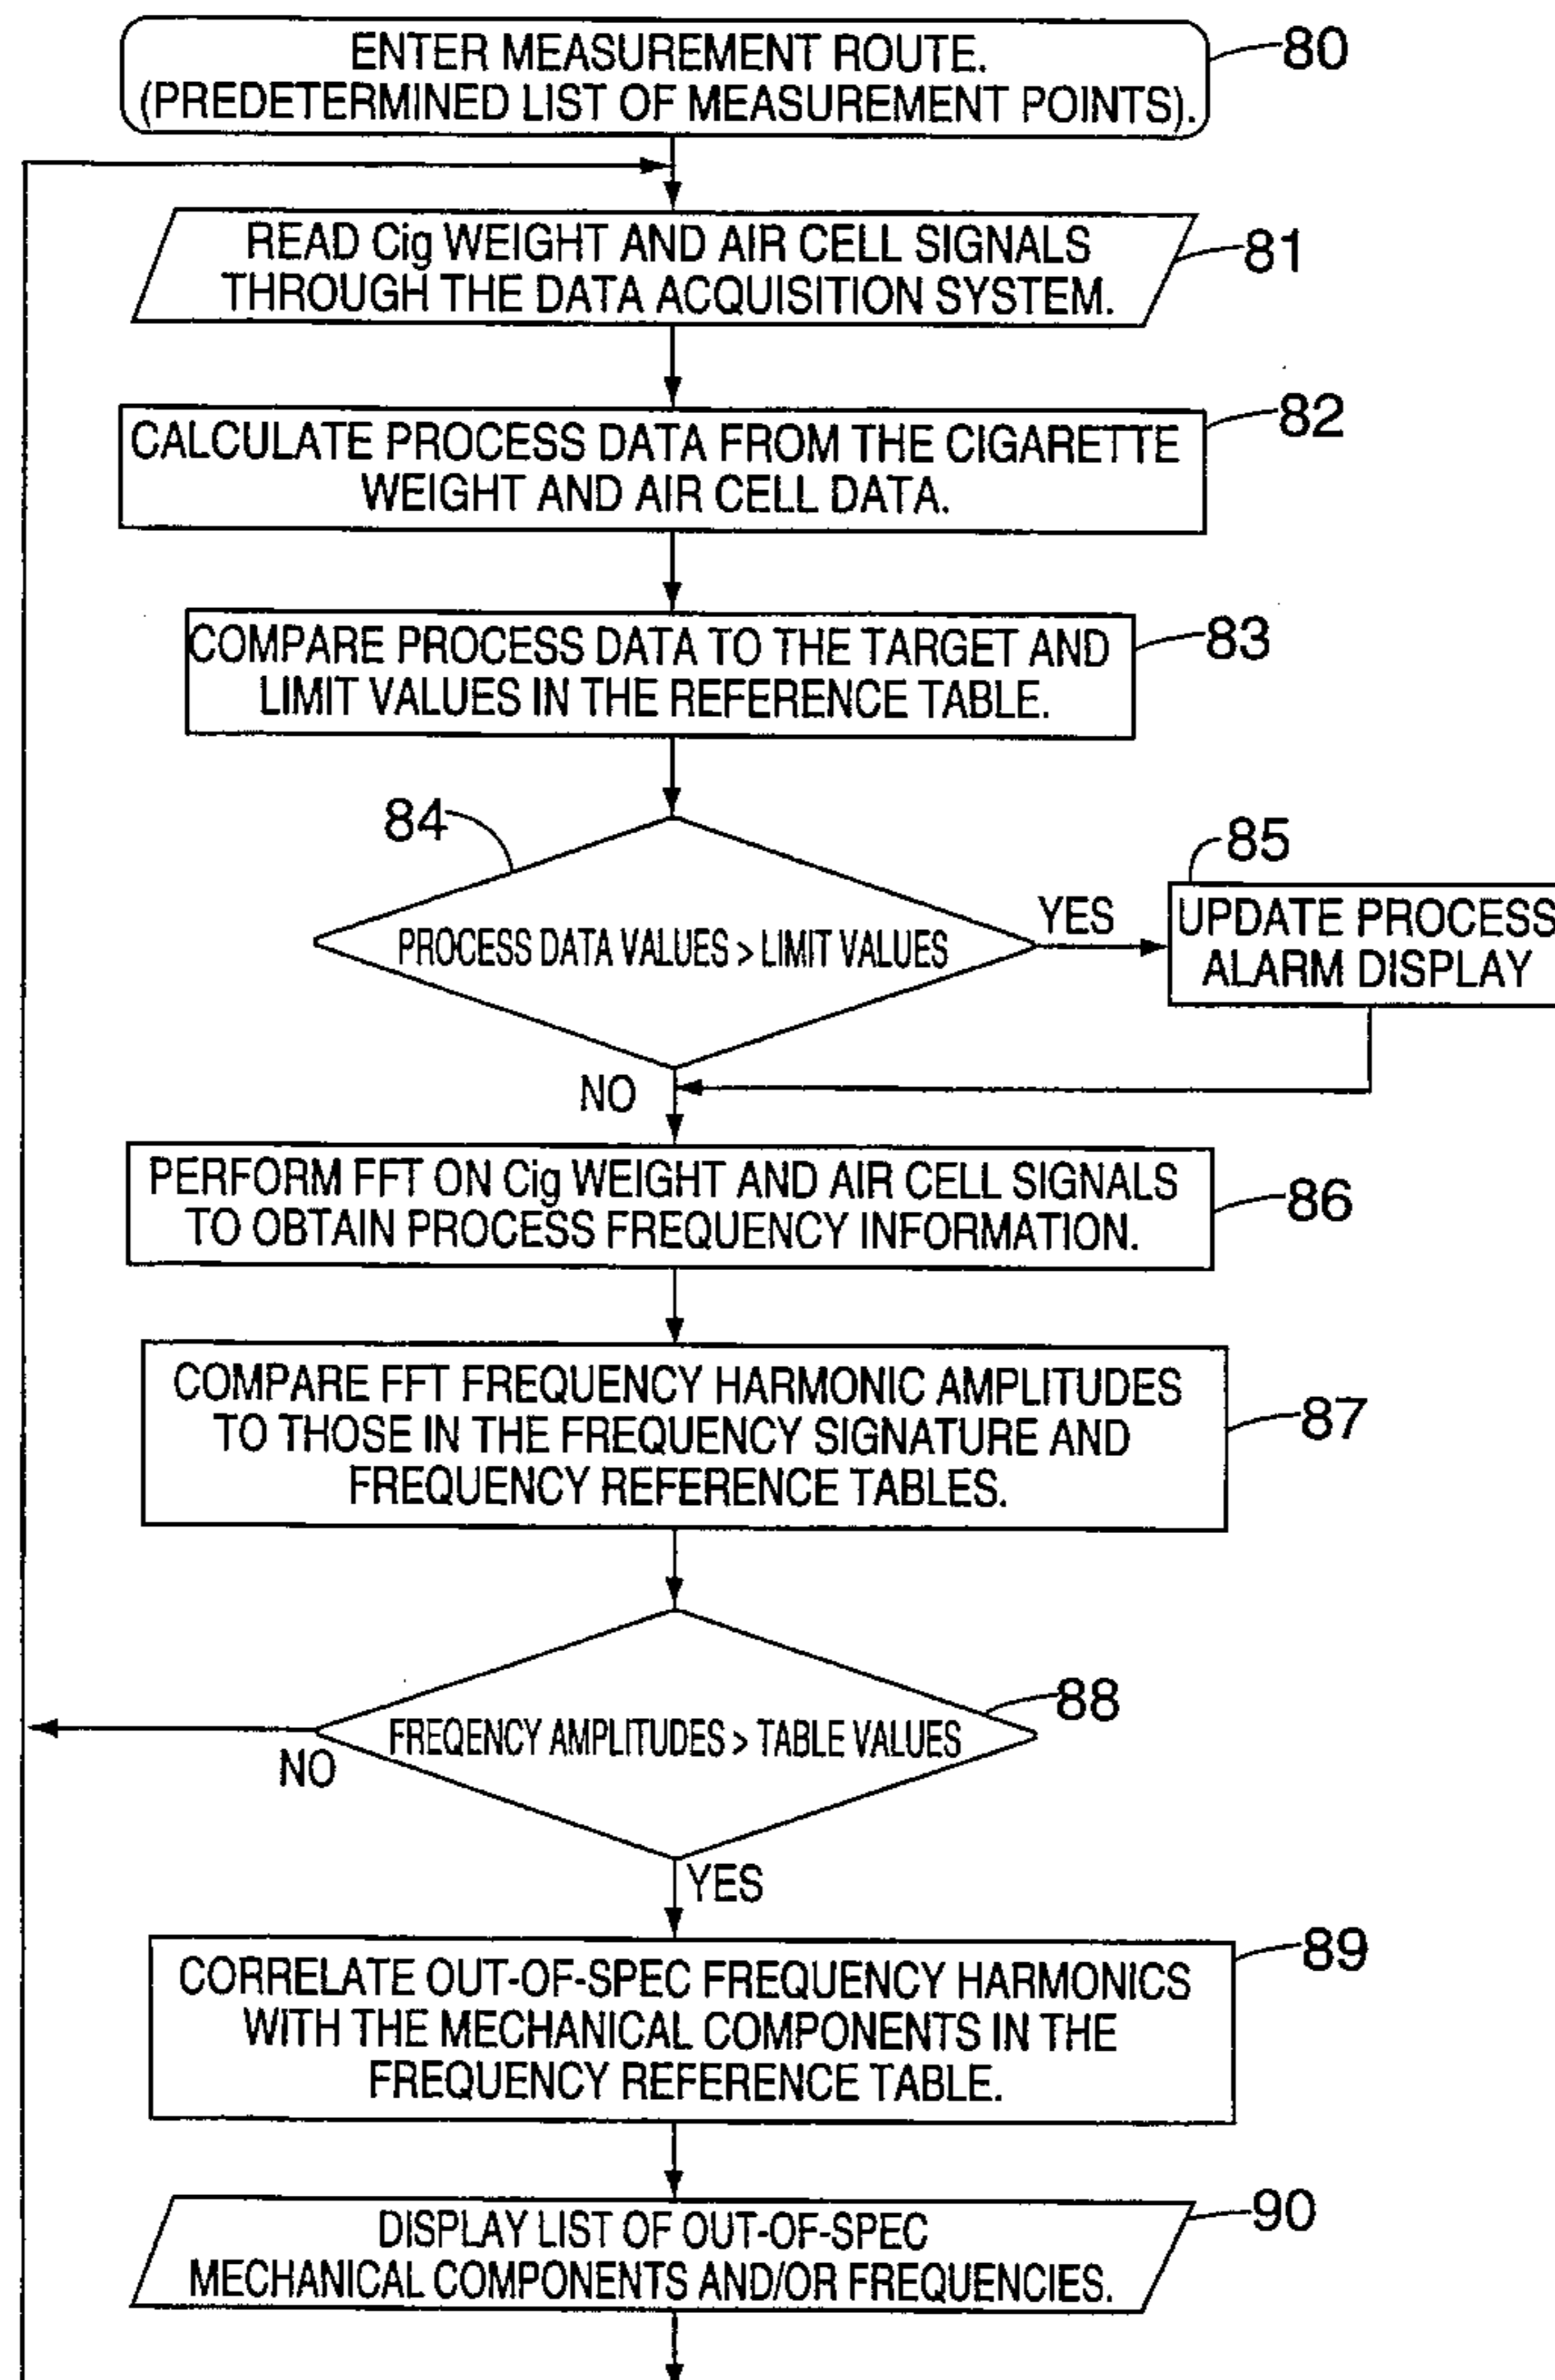 ENTER MEASUREMENT ROUTE.
(PREDETERMINED LIST OF MEASUREMENT POINTS).
80
READ Cig WEIGHT AND AIR CELL SIGNALS
THROUGH THE DATA ACQUISITION SYSTEM.
81
CALCULATE PROCESS DATA FROM THE CIGARETTE
WEIGHT AND AIR CELL DATA.
82
COMPARE PROCESS DATA TO THE TARGET AND
LIMIT VALUES IN THE REFERENCE TABLE.
83
84
PROCESS DATA VALUES > LIMIT VALUES
YES
85
UPDATE PROCESS
ALARM DISPLAY
NO
PERFORM FFT ON Cig WEIGHT AND AIR CELL SIGNALS
TO OBTAIN PROCESS FREQUENCY INFORMATION.
86
COMPARE FFT FREQUENCY HARMONIC AMPLITUDES
TO THOSE IN THE FREQUENCY SIGNATURE AND
FREQUENCY REFERENCE TABLES.
87
88
FREQENCY AMPLITUDES > TABLE VALUES
NO
YES
CORRELATE OUT-OF-SPEC FREQUENCY HARMONICS
WITH THE MECHANICAL COMPONENTS IN THE
FREQUENCY REFERENCE TABLE.
89
DISPLAY LIST OF OUT-OF-SPEC
MECHANICAL COMPONENTS AND/OR FREQUENCIES.
90